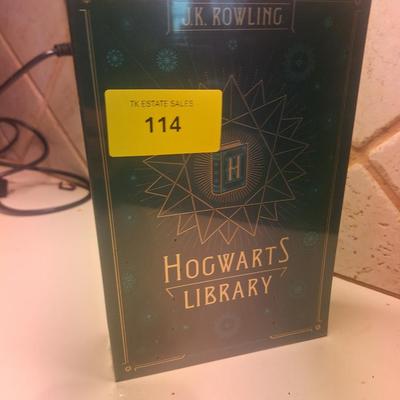 J.K. ROWLING
TK ESTATE SALES
114
H
HOGWARTS
LIBRARY